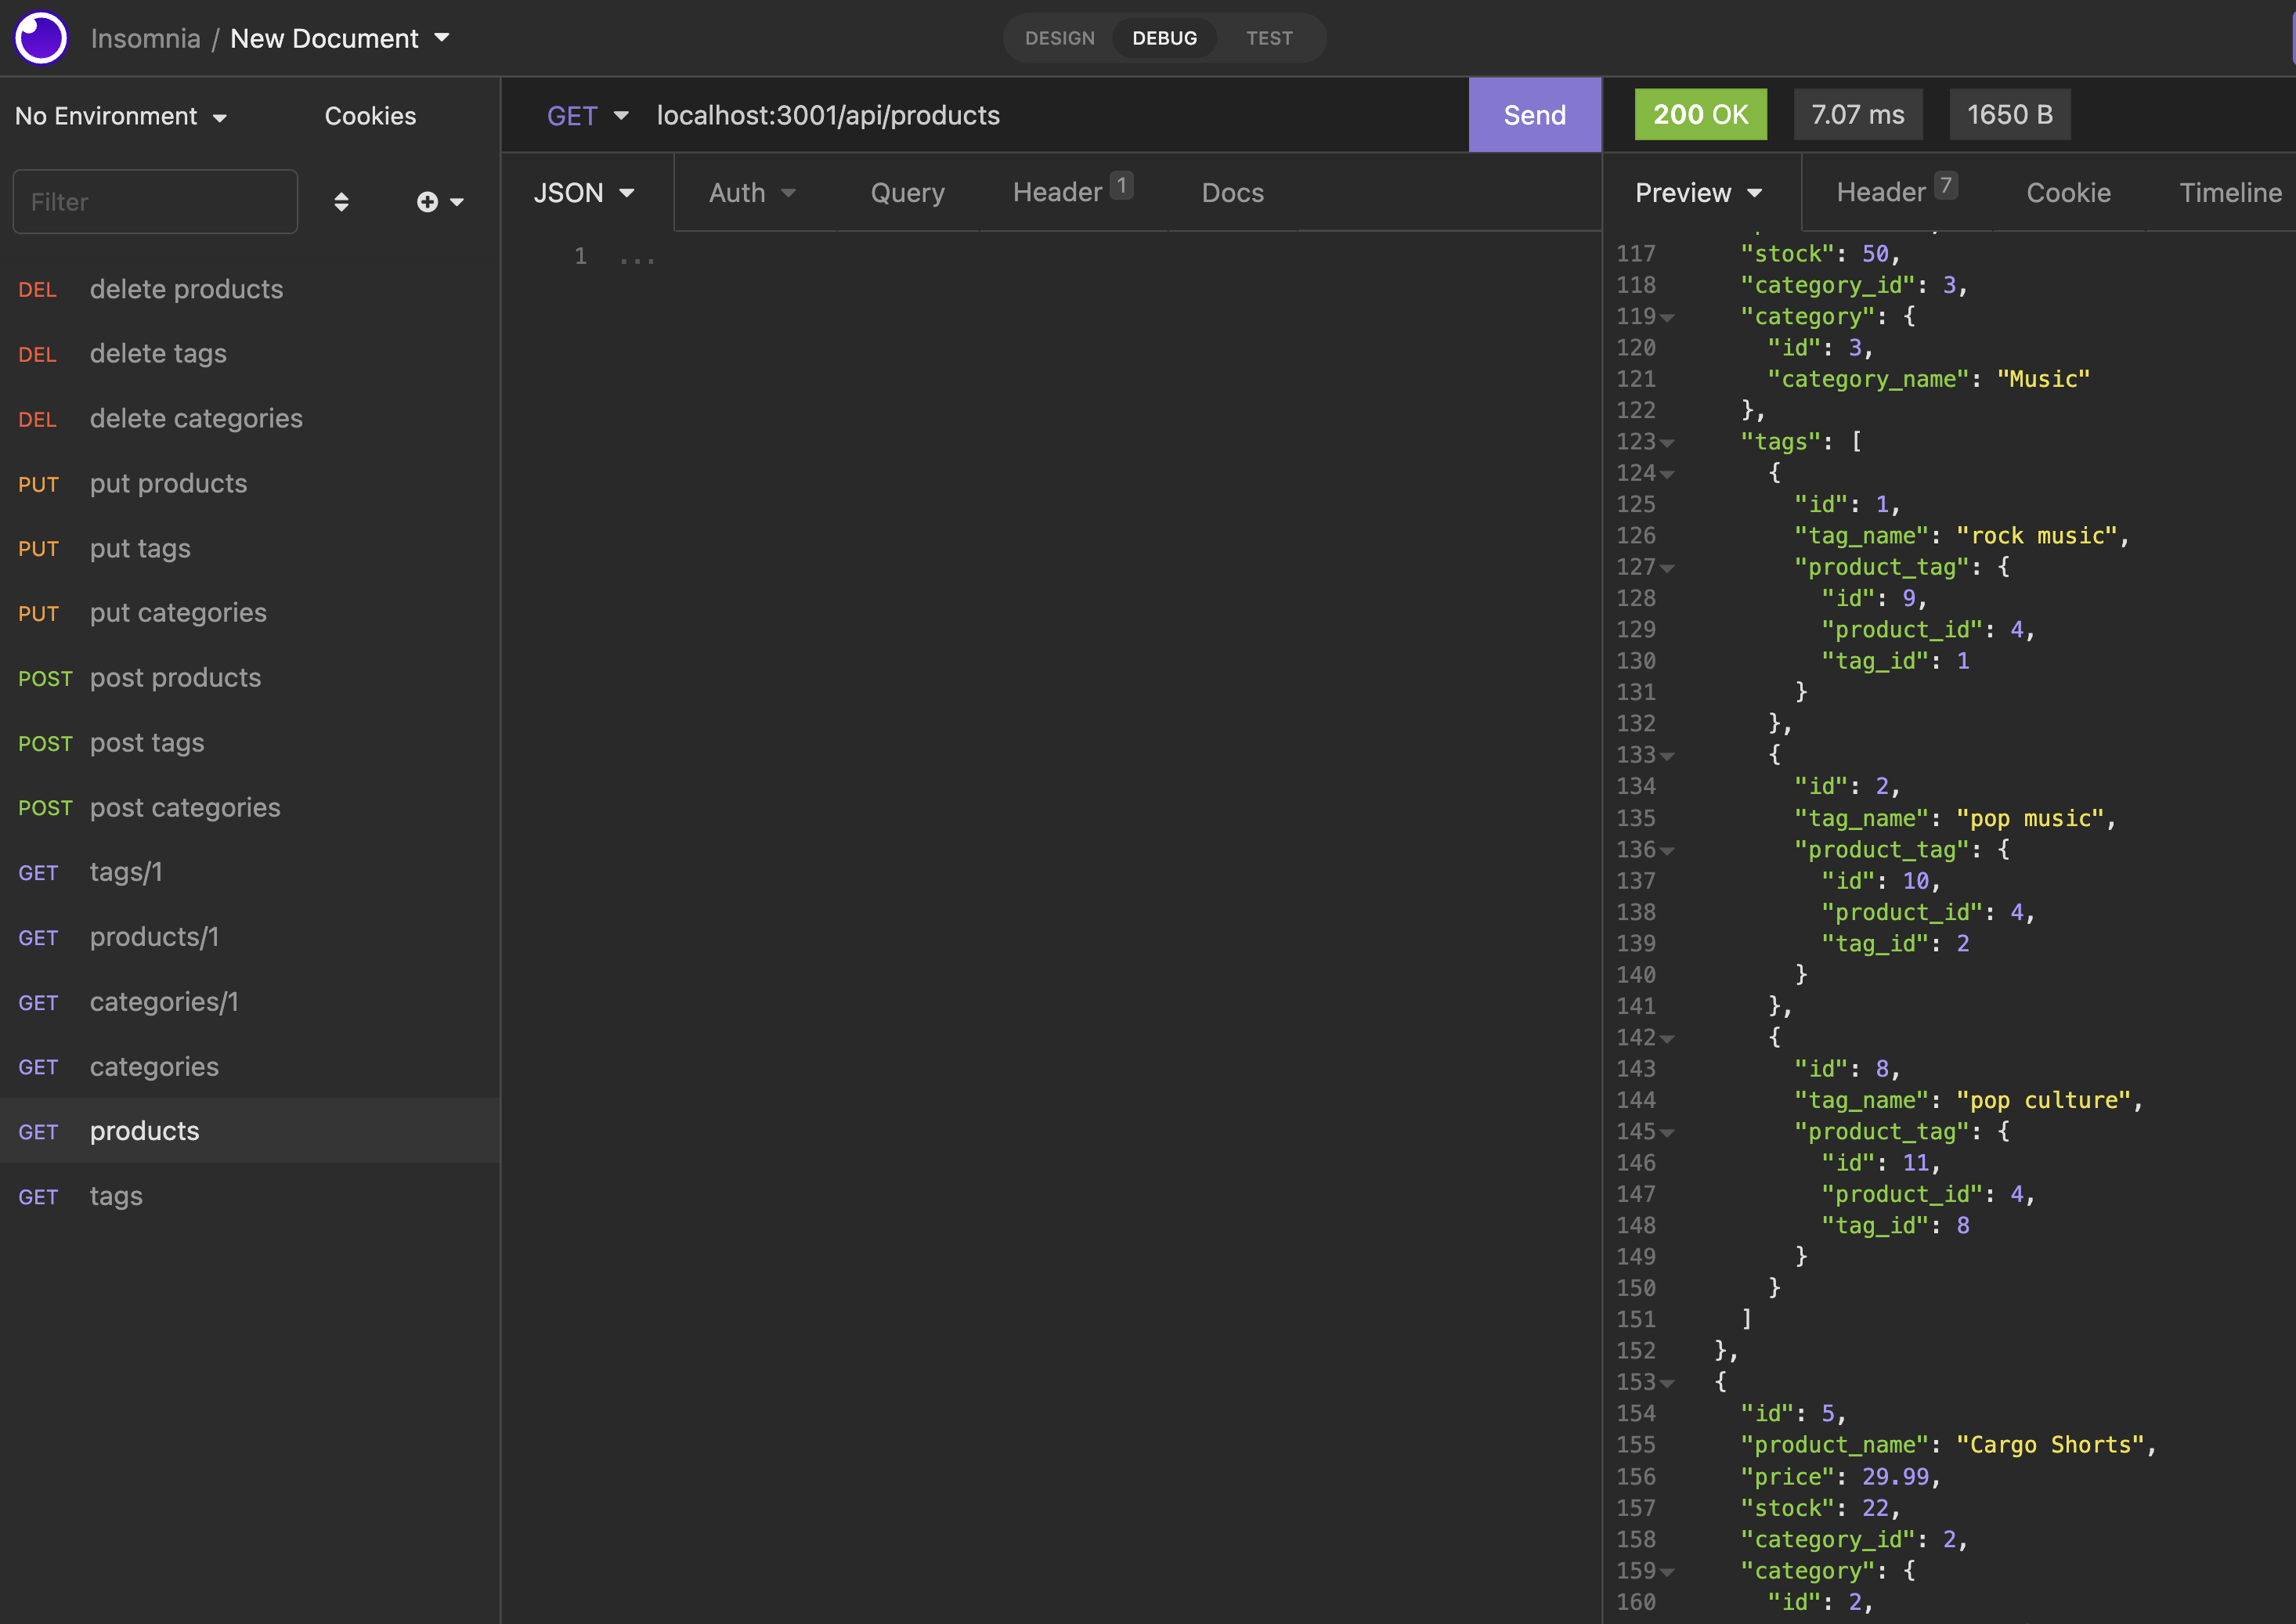 Insomnia / New Document
DESIGN DEBUG TEST
No Environment Cookies
Filter
DEL delete products
DEL delete tags
DEL delete categories
PUT put products
PUT put tags
PUT put categories
POST post products
POST post tags
POST post categories
GET tags/1
GET products/1
GET categories/1
GET categories
GET products
GET tags
GET localhost:3001/api/products Send
JSON Auth Query Header 1 Docs
1 ...
200 OK 7.07 ms 1650 B
Preview Header 7 Cookie Timeline
117 "stock": 50,
118 "category_id": 3,
119 "category": {
120 "id": 3,
121 "category_name": "Music"
122 },
123 "tags": [
124 {
125 "id": 1,
126 "tag_name": "rock music",
127 "product_tag": {
128 "id": 9,
129 "product_id": 4,
130 "tag_id": 1
131 }
132 },
133 {
134 "id": 2,
135 "tag_name": "pop music",
136 "product_tag": {
137 "id": 10,
138 "product_id": 4,
139 "tag_id": 2
140 }
141 },
142 {
143 "id": 8,
144 "tag_name": "pop culture",
145 "product_tag": {
146 "id": 11,
147 "product_id": 4,
148 "tag_id": 8
149 }
150 }
151 ]
152 },
153 {
154 "id": 5,
155 "product_name": "Cargo Shorts",
156 "price": 29.99,
157 "stock": 22,
158 "category_id": 2,
159 "category": {
160 "id": 2,